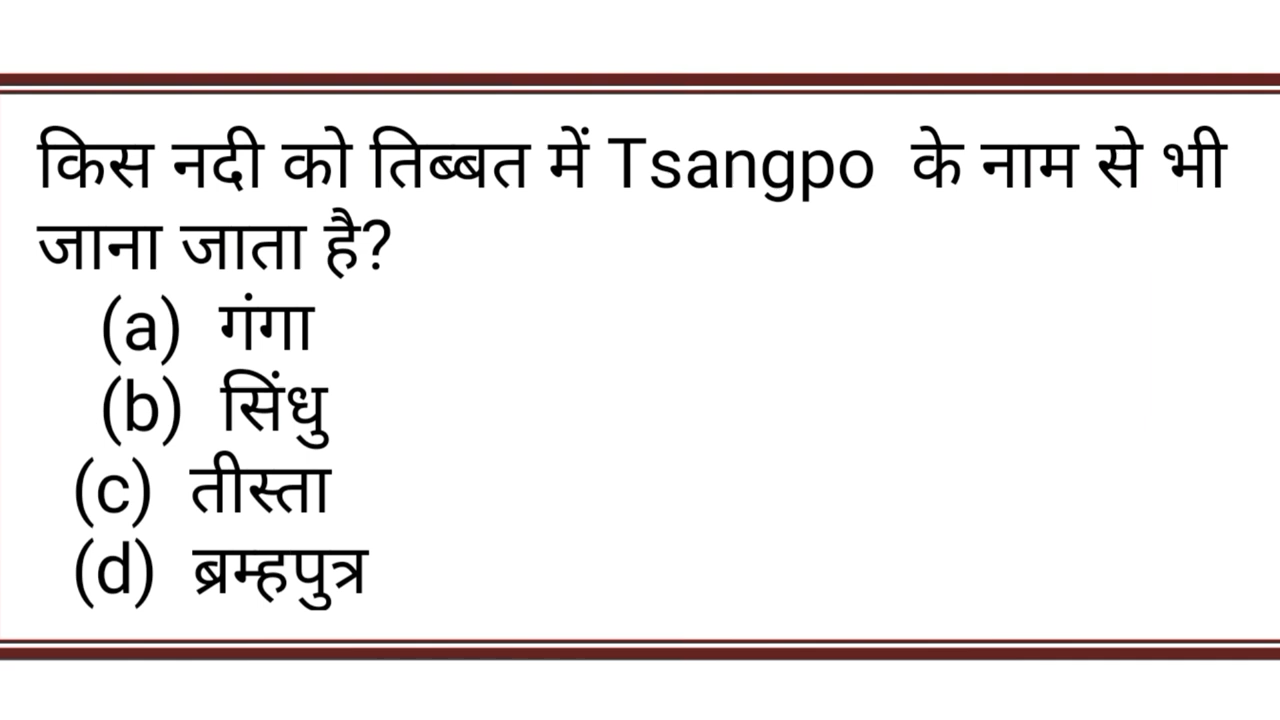 किस नदी को तिब्बत में Tsangpo के नाम से भी
जाना जाता है?
(a) गंगा
(b) सिंधु
(c) तीस्ता
(d) ब्रम्हपुत्र